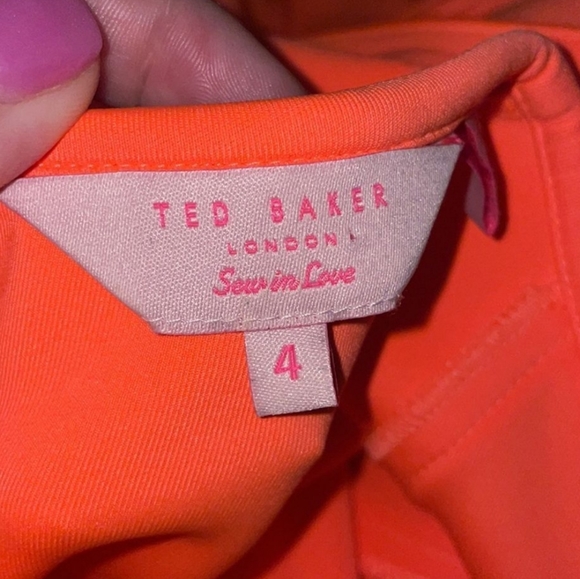 TED BAKER
LONDON
Sew in Love
4